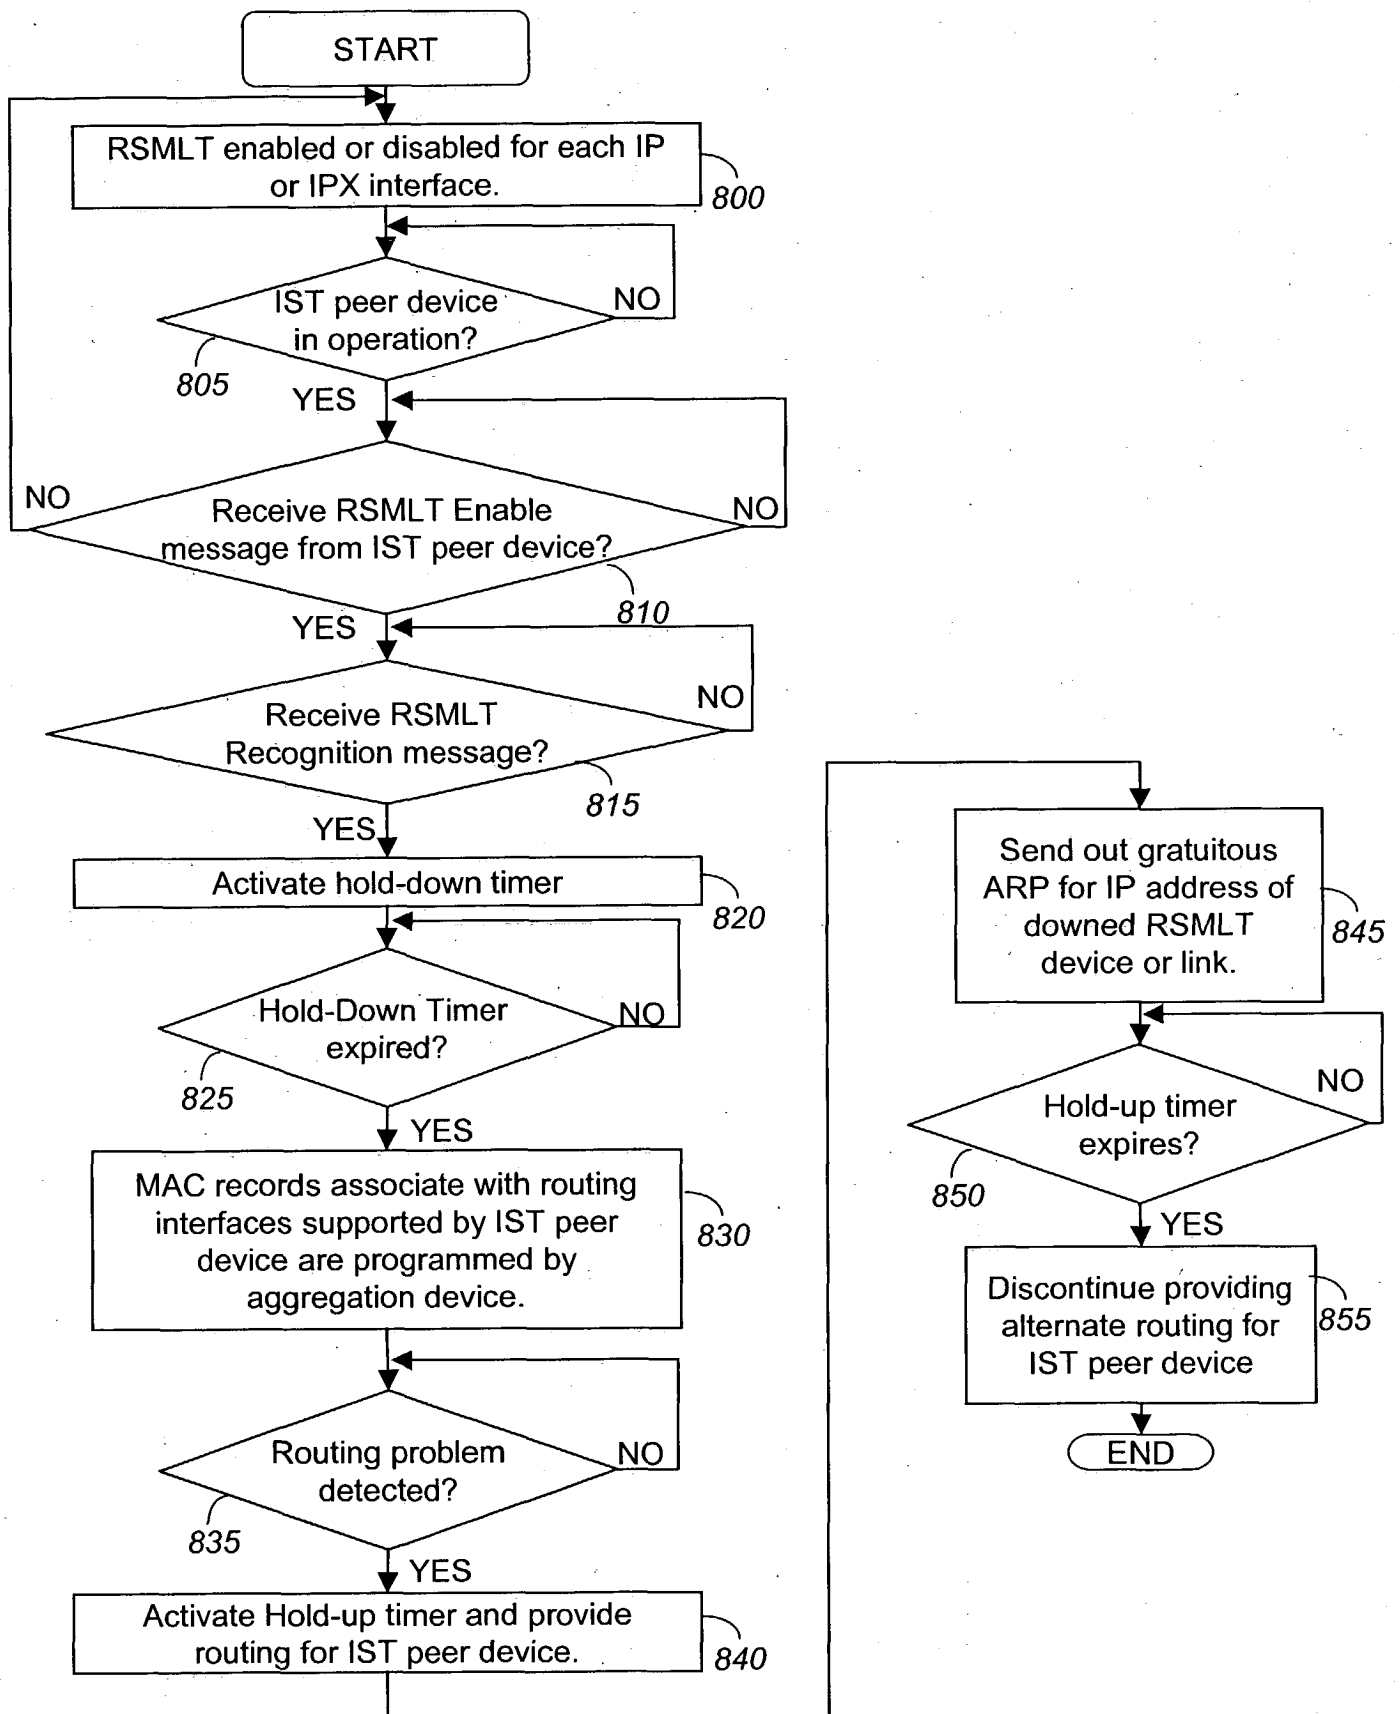 START
RSMLT enabled or disabled for each IP
or IPX interface.
800
IST peer device
in operation?
NO
805
YES
NO
Receive RSMLT Enable
message from IST peer device?
NO
810
YES
Receive RSMLT
Recognition message?
NO
815
YES
Activate hold-down timer
820
Hold-Down Timer
expired?
NO
825
YES
MAC records associate with routing
interfaces supported by IST peer
device are programmed by
aggregation device.
830
Routing problem
detected?
NO
835
YES
Activate Hold-up timer and provide
routing for IST peer device.
840
Send out gratuitous
ARP for IP address of
downed RSMLT
device or link.
845
Hold-up timer
expires?
NO
850
YES
Discontinue providing
alternate routing for
IST peer device
855
END